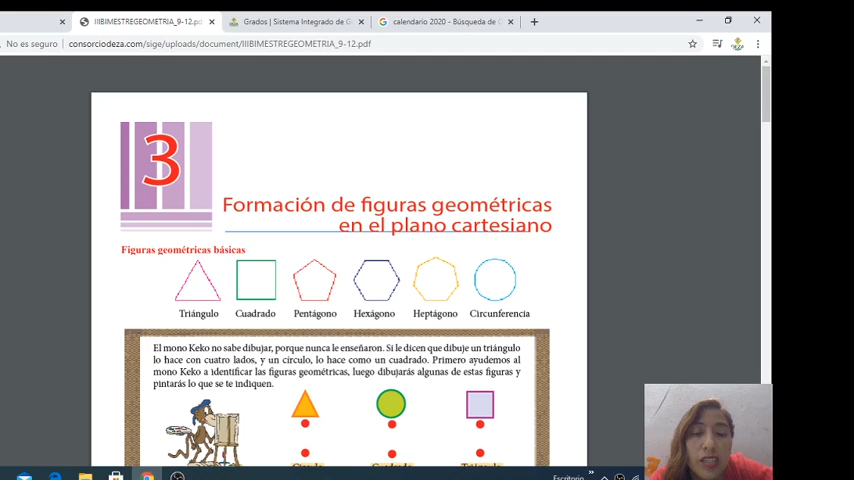 IIIBIMESTREGEOMETRIA_9-12.pd
Grados | Sistema Integrado de G
calendario 2020 - Búsqueda de
No es seguro | consorciodeza.com/sige/uploads/document/IIIBIMESTREGEOMETRIA_9-12.pdf
3
Formación de figuras geométricas
en el plano cartesiano
Figuras geométricas básicas
Triángulo Cuadrado Pentágono Hexágono Heptágono Circunferencia
El mono Keko no sabe dibujar, porque nunca le enseñaron. Si le dicen que dibuje un triángulo
lo hace con cuatro lados, y un círculo, lo hace como un cuadrado. Primero ayudemos al
mono Keko a identificar las figuras geométricas, luego dibujarás algunas de estas figuras y
pintarás lo que se te indiquen.
Círculo Cuadrado Triángulo
Escritorio